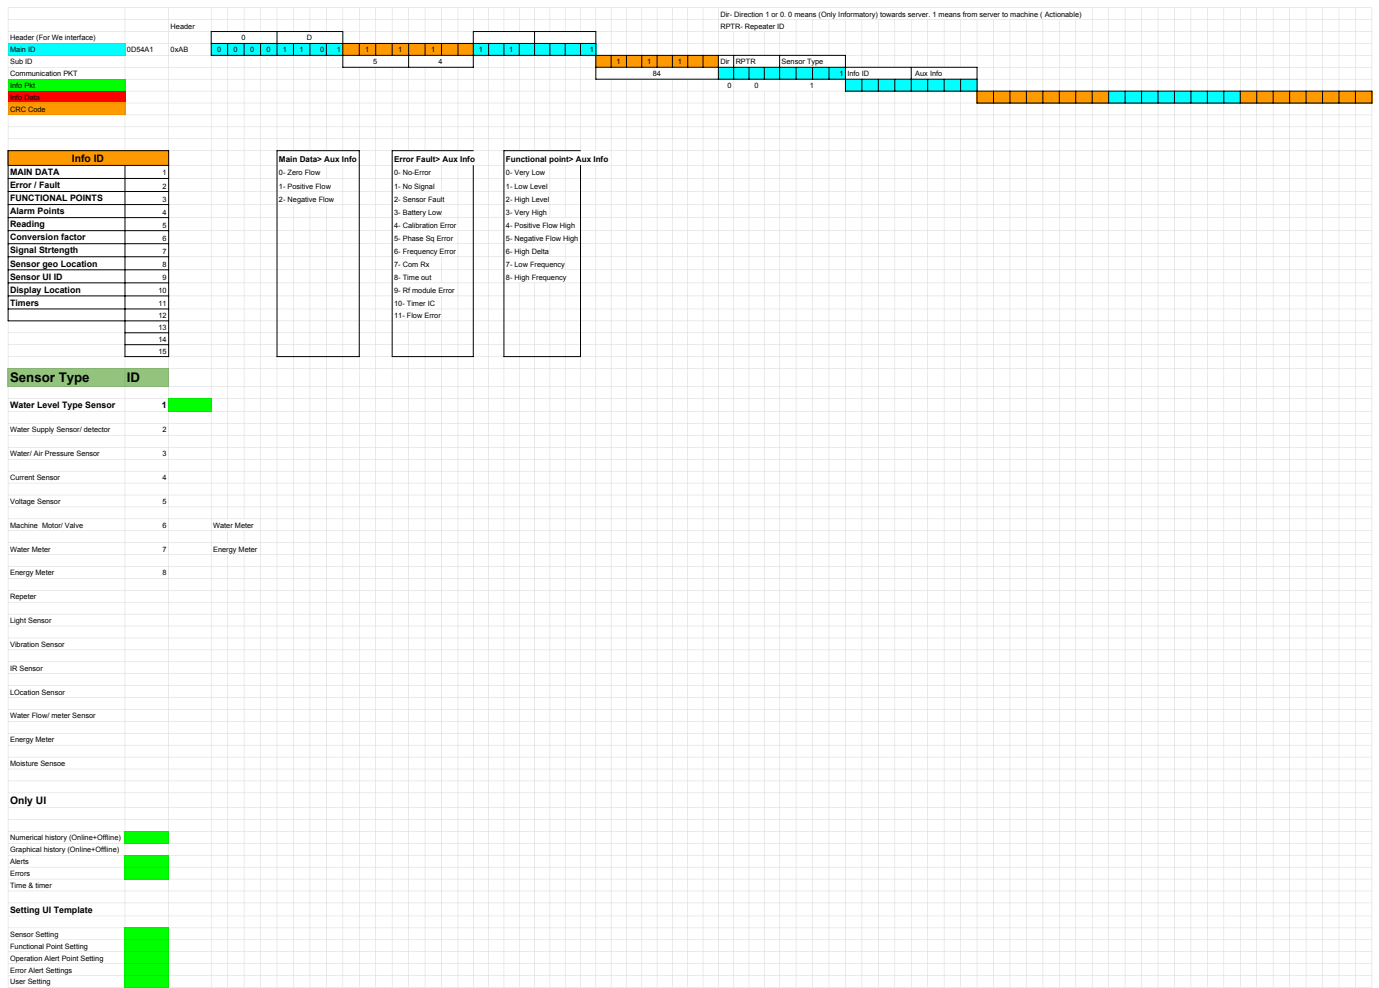 Dir- Direction 1 or 0. 0 means (Only Informatory) towards server. 1 means from server to machine ( Actionable)
Header RPTR- Repeater ID
Header (For We interface) 0 D
Main ID 0D54A1 0xAB 0 0 0 0 1 1 0 1 1 1 1 1 1 1
Sub ID 5 4 1 1 1 1 Dir RPTR Sensor Type
Communication PKT 84 1 Info ID Aux Info
Info Pkt 0 0 1
Info Data
CRC Code
Info ID Main Data> Aux Info Error Fault> Aux Info Functional point> Aux Info
MAIN DATA 1 0- Zero Flow 0- No-Error 0- Very Low
Error / Fault 2 1- Positive Flow 1- No Signal 1- Low Level
FUNCTIONAL POINTS 3 2- Negative Flow 2- Sensor Fault 2- High Level
Alarm Points 4 3- Battery Low 3- Very High
Reading 5 4- Calibration Error 4- Positive Flow High
Conversion factor 6 5- Phase Sq Error 5- Negative Flow High
Signal Strtength 7 6- Frequency Error 6- High Delta
Sensor geo Location 8 7- Com Rx 7- Low Frequency
Sensor UI ID 9 8- Time out 8- High Frequency
Display Location 10 9- Rf module Error
Timers 11 10- Timer IC
12 11- Flow Error
13
14
15
Sensor Type ID
Water Level Type Sensor 1
Water Supply Sensor/ detector 2
Water/ Air Pressure Sensor 3
Current Sensor 4
Voltage Sensor 5
Machine Motor/ Valve 6 Water Meter
Water Meter 7 Energy Meter
Energy Meter 8
Repeter
Light Sensor
Vibration Sensor
IR Sensor
LOcation Sensor
Water Flow/ meter Sensor
Energy Meter
Moisture Sensoe
Only UI
Numerical history (Online+Offline)
Graphical history (Online+Offline)
Alerts
Errors
Time & timer
Setting UI Template
Sensor Setting
Functional Point Setting
Operation Alert Point Setting
Error Alert Settings
User Setting